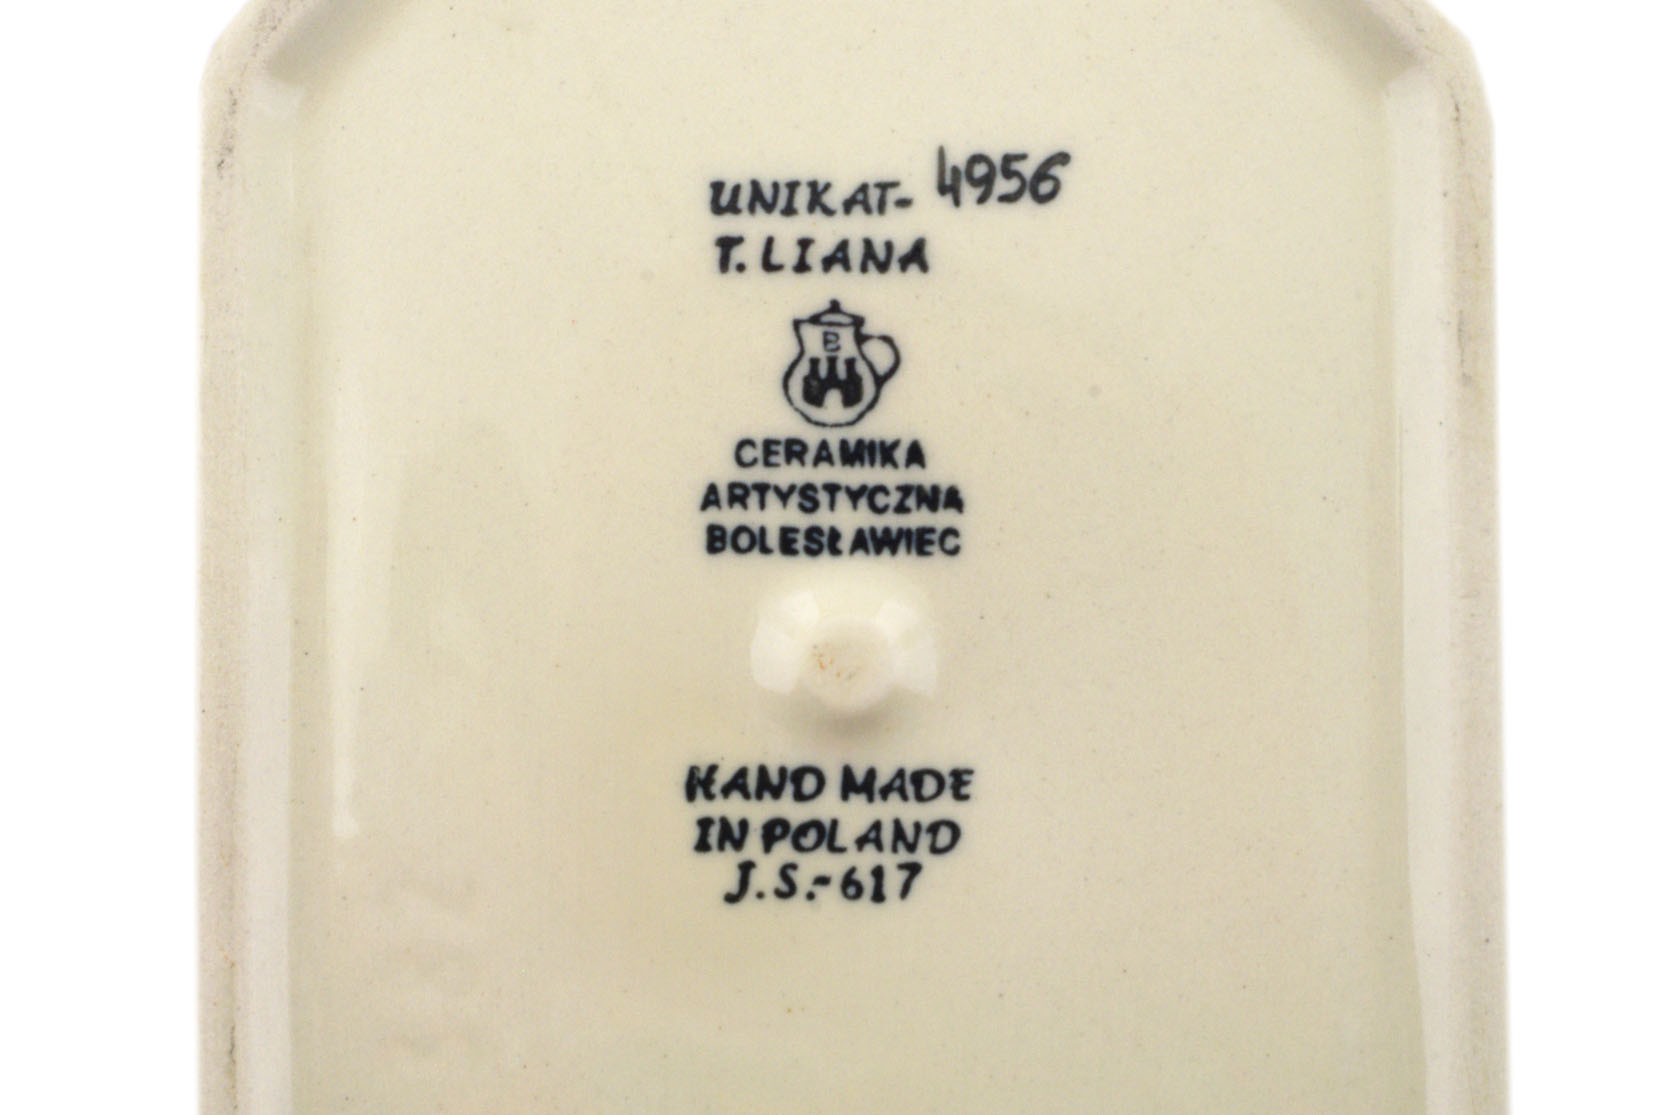 UNIKAT- 4956
T. LIANA
B
CERAMIKA
ARTYSTYCZNA
BOLESŁAWIEC
HAND MADE
IN POLAND
J.S.-617